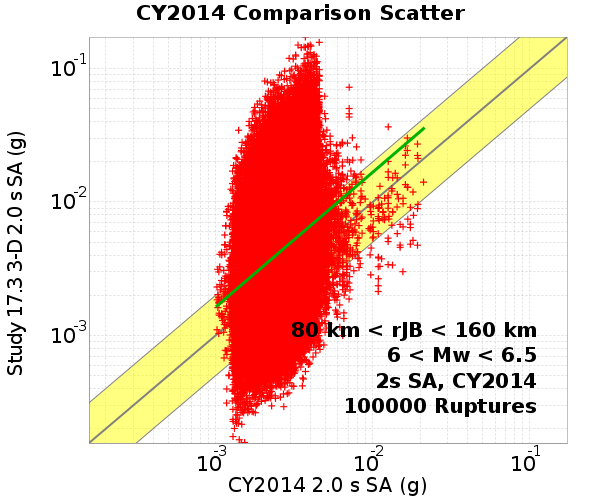 CY2014 Comparison Scatter
Study 17.3 3-D 2.0 s SA (g)
10-1
10-2
10-3
80 km < rJB < 160 km
6 < Mw < 6.5
2s SA, CY2014
100000 Ruptures
10-3 10-2 10-1
CY2014 2.0 s SA (g)